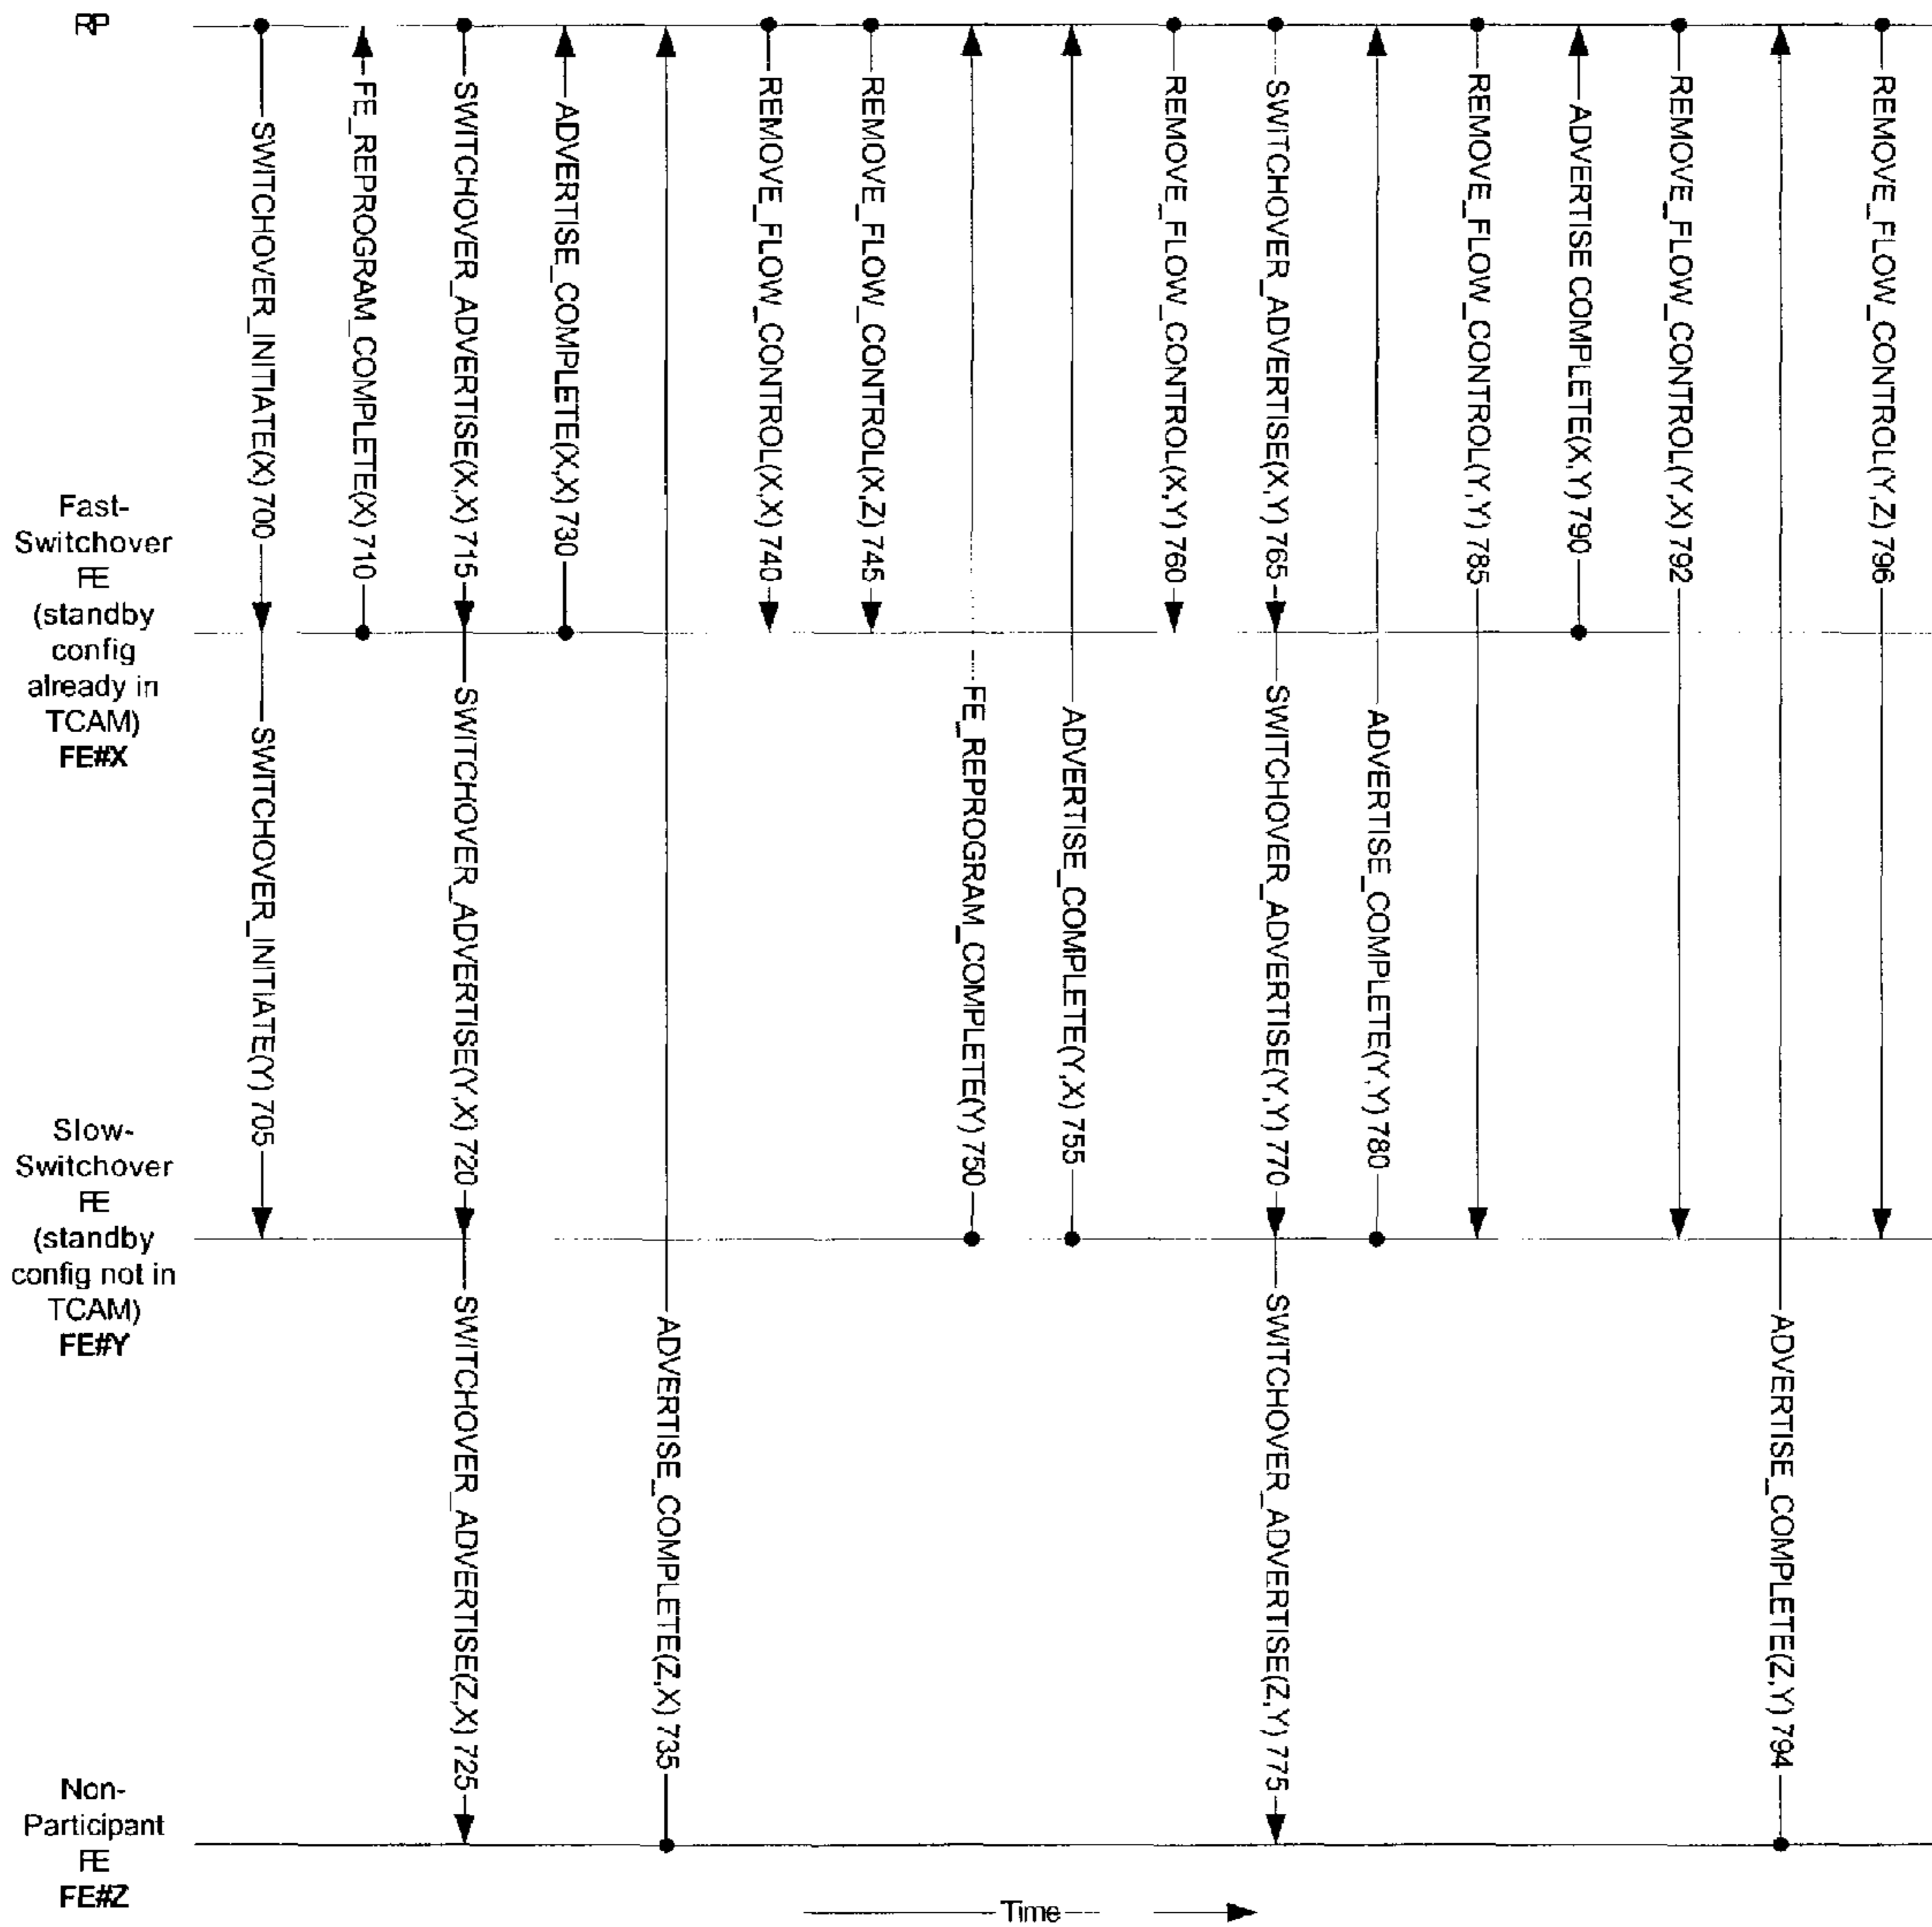 RP
Fast-
Switchover
FE
(standby
config
already in
TCAM)
FE#X
Slow-
Switchover
FE
(standby
config not in
TCAM)
FE#Y
Non-
Participant
FE
FE#Z
SWITCHOVER_INITIATE(X) 700
SWITCHOVER_INITIATE(Y) 705
FE_REPROGRAM_COMPLETE(X) 710
SWITCHOVER_ADVERTISE(X,X) 715
SWITCHOVER_ADVERTISE(Y,X) 720
SWITCHOVER_ADVERTISE(Z,X) 725
ADVERTISE_COMPLETE(X,X) 730
ADVERTISE_COMPLETE(Z,X) 735
REMOVE_FLOW_CONTROL(X,X) 740
REMOVE_FLOW_CONTROL(X,Z) 745
FE_REPROGRAM_COMPLETE(Y) 750
ADVERTISE_COMPLETE(Y,X) 755
REMOVE_FLOW_CONTROL(X,Y) 760
SWITCHOVER_ADVERTISE(X,Y) 765
SWITCHOVER_ADVERTISE(Y,Y) 770
SWITCHOVER_ADVERTISE(Z,Y) 775
ADVERTISE_COMPLETE(Y,Y) 780
REMOVE_FLOW_CONTROL(Y,Y) 785
ADVERTISE COMPLETE(X,Y) 790
REMOVE_FLOW_CONTROL(Y,X) 792
ADVERTISE_COMPLETE(Z,Y) 794
REMOVE_FLOW_CONTROL(Y,Z) 796
Time